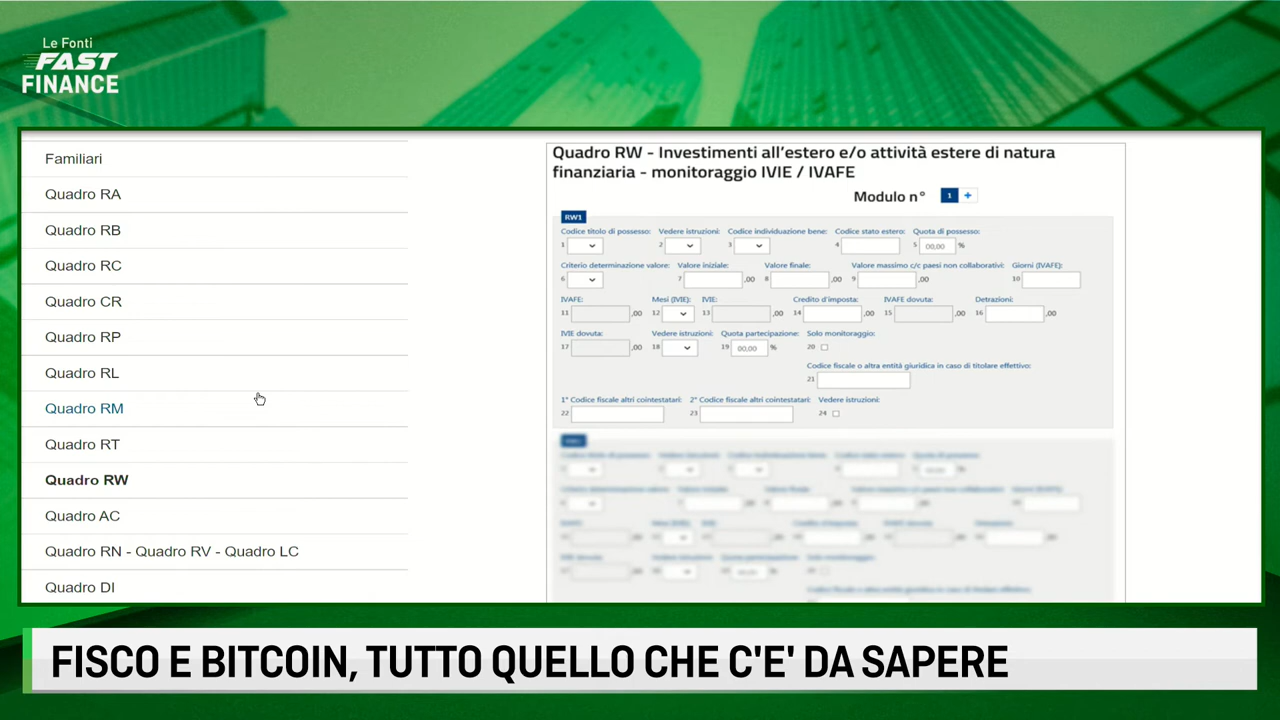 Le Fonti
FAST
FINANCE
Familiari
Quadro RA
Quadro RB
Quadro RC
Quadro CR
Quadro RP
Quadro RL
Quadro RM
Quadro RT
Quadro RW
Quadro AC
Quadro RN - Quadro RV - Quadro LC
Quadro DI
Quadro RW - Investimenti all'estero e/o attività estere di natura
finanziaria - monitoraggio IVIE / IVAFE
Modulo n° 1 +
RW1
Codice titolo di possesso: Vedere istruzioni: Codice individuazione bene: Codice stato estero: Quota di possesso:
1 2 3 4 5 00,00 %
Criterio determinazione valore: Valore iniziale: Valore finale: Valore massimo c/c paesi non collaborativi: Giorni (IVAFE):
6 7 ,00 8 ,00 9 ,00 10
IVAFE: Mesi (IVIE): IVIE: Credito d'imposta: IVAFE dovuta: Detrazioni:
11 ,00 12 13 ,00 14 ,00 15 ,00 16 ,00
IVIE dovuta: Vedere istruzioni: Quota partecipazione: Solo monitoraggio:
17 ,00 18 19 00,00 % 20
Codice fiscale o altra entità giuridica in caso di titolare effettivo:
21
1° Codice fiscale altri cointestatari: 2° Codice fiscale altri cointestatari: Vedere istruzioni:
22 23 24
FISCO E BITCOIN, TUTTO QUELLO CHE C'E' DA SAPERE